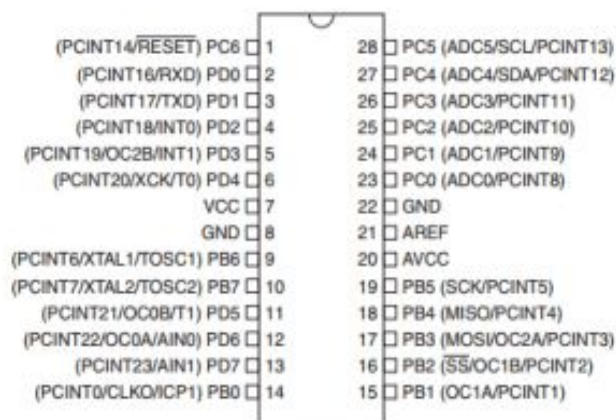 (PCINT14/RESET) PC6 1 28 PC5 (ADC5/SCL/PCINT13)
(PCINT16/RXD) PD0 2 27 PC4 (ADC4/SDA/PCINT12)
(PCINT17/TXD) PD1 3 26 PC3 (ADC3/PCINT11)
(PCINT18/INT0) PD2 4 25 PC2 (ADC2/PCINT10)
(PCINT19/OC2B/INT1) PD3 5 24 PC1 (ADC1/PCINT9)
(PCINT20/XCK/T0) PD4 6 23 PC0 (ADC0/PCINT8)
VCC 7 22 GND
GND 8 21 AREF
(PCINT6/XTAL1/TOSC1) PB6 9 20 AVCC
(PCINT7/XTAL2/TOSC2) PB7 10 19 PB5 (SCK/PCINT5)
(PCINT21/OC0B/T1) PD5 11 18 PB4 (MISO/PCINT4)
(PCINT22/OC0A/AIN0) PD6 12 17 PB3 (MOSI/OC2A/PCINT3)
(PCINT23/AIN1) PD7 13 16 PB2 (SS/OC1B/PCINT2)
(PCINT0/CLKO/ICP1) PB0 14 15 PB1 (OC1A/PCINT1)